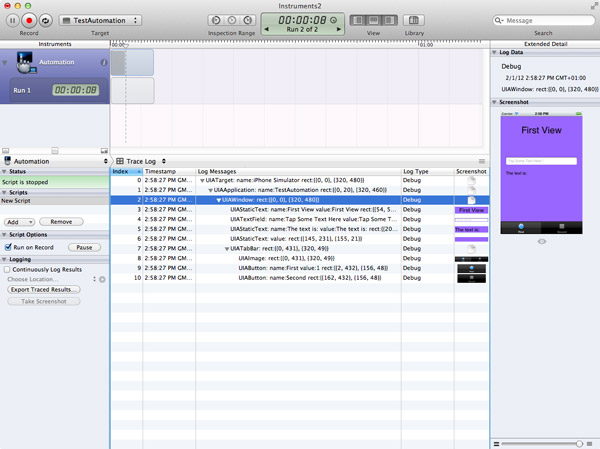 Instruments2
TestAutomation
00:00:08
Run 2 of 2
Message
Record
Target
Inspection Range
View
Library
Search
Instruments
00:00
01:00
Extended Detail
Automation
Run 1
00:00:08
Log Data
Debug
2/1/12 2:58:27 PM GMT+01:00
UIAWindow: rect:{{0, 0}, {320, 480}}
Screenshot
First View
The text is:
First
Automation
Trace Log
Status
Script is stopped
Scripts
New Script
Add
Remove
Script Options
Run on Record
Pause
Logging
Continuously Log Results
Choose Location...
Export Traced Results...
Take Screenshot
Index Timestamp Log Messages Log Type Screenshot
0 2:58:27 PM GM... UIATarget: name:iPhone Simulator rect:{{0, 0}, {320, 480}} Debug
1 2:58:27 PM GM... UIAApplication: name:TestAutomation rect:{{0, 20}, {320, 460}} Debug
2 2:58:27 PM GM... UIAWindow: rect:{{0, 0}, {320, 480}} Debug
3 2:58:27 PM GM... UIAStaticText: name:First View value:First View rect:{{54, 5... Debug First View
4 2:58:27 PM GM... UIATextField: name:Tap Some Text Here value:Tap Some T... Debug
5 2:58:27 PM GM... UIAStaticText: name:The text is: value:The text is: rect:{{20... Debug The text is:
6 2:58:27 PM GM... UIAStaticText: value: rect:{{145, 231}, {155, 21}} Debug
7 2:58:27 PM GM... UIATabBar: rect:{{0, 431}, {320, 49}} Debug
8 2:58:27 PM GM... UIAImage: rect:{{0, 431}, {320, 49}} Debug
9 2:58:27 PM GM... UIAButton: name:First value:1 rect:{{2, 432}, {156, 48}} Debug
10 2:58:27 PM GM... UIAButton: name:Second rect:{{162, 432}, {156, 48}} Debug